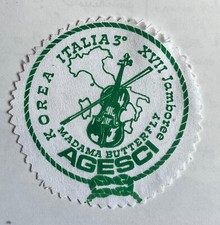 KOREA ITALIA 3° XVII Jamboree
MADAMA BUTTERFLY
AGESCI